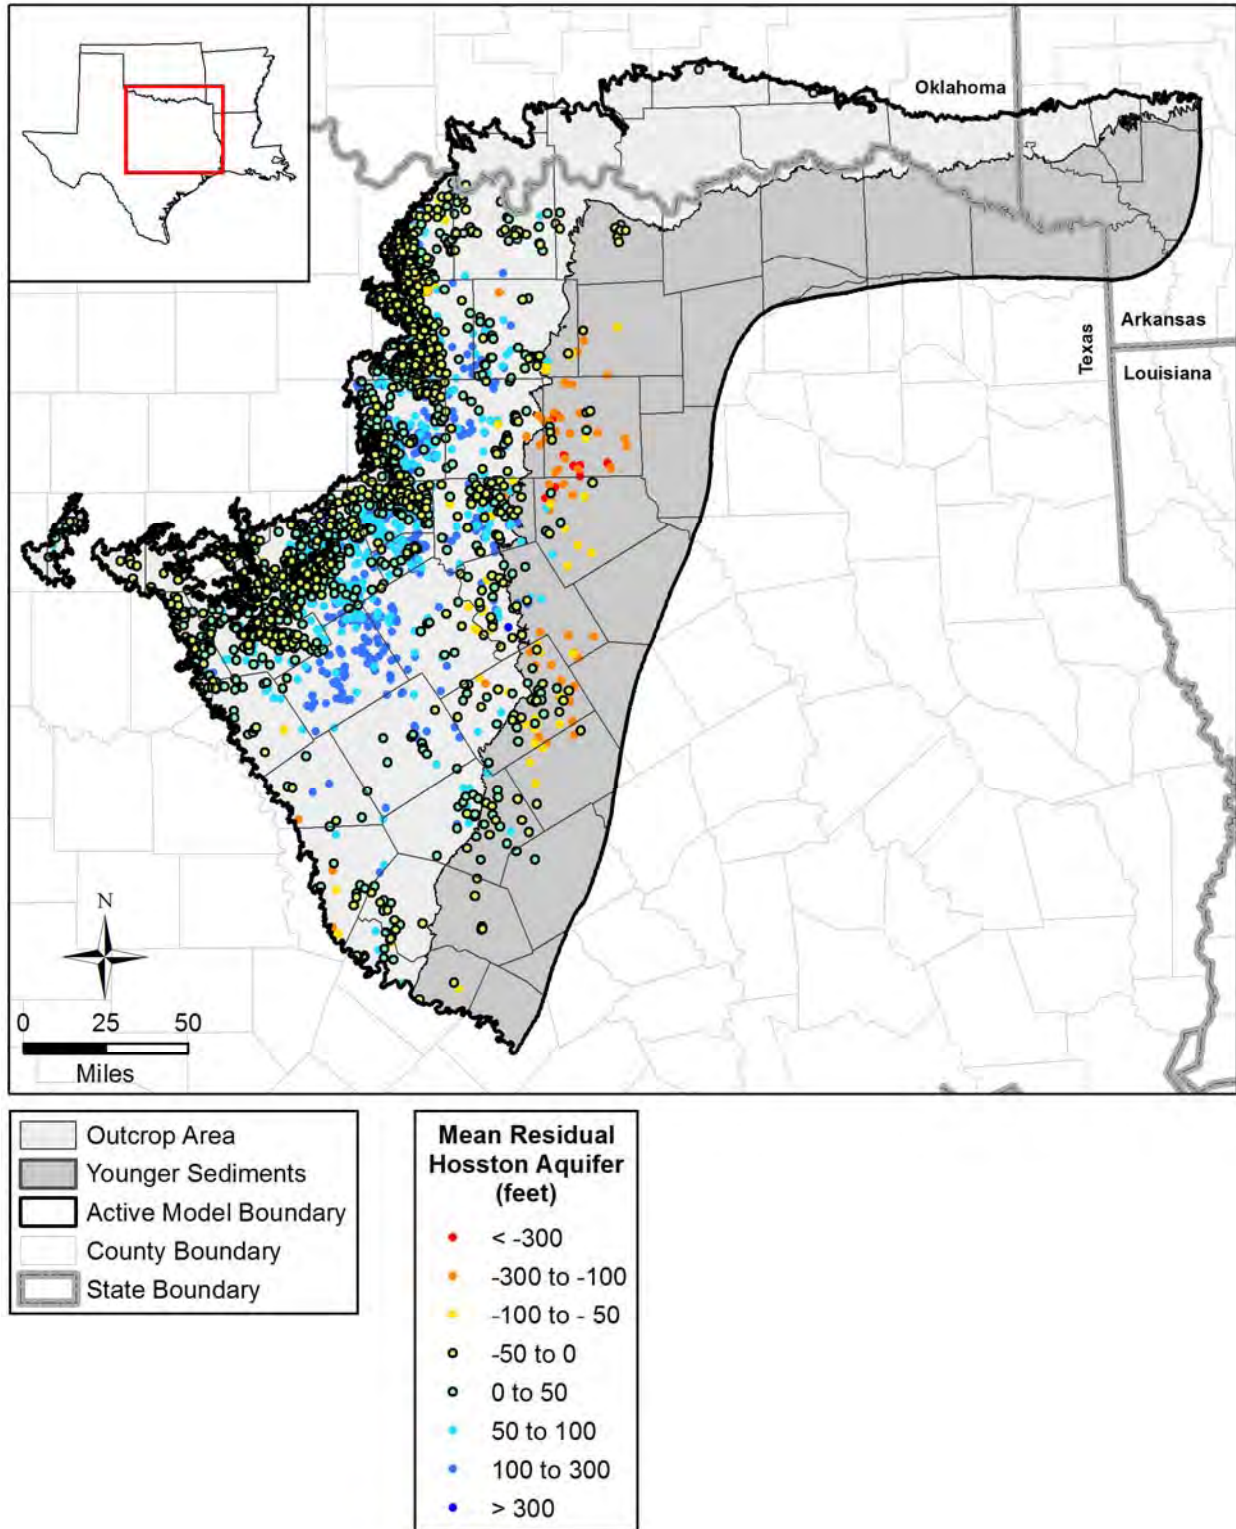 Oklahoma
Texas
Arkansas
Louisiana
N
0 25 50
Miles
Outcrop Area
Younger Sediments
Active Model Boundary
County Boundary
State Boundary
Mean Residual
Hosston Aquifer
(feet)
< -300
-300 to -100
-100 to - 50
-50 to 0
0 to 50
50 to 100
100 to 300
> 300